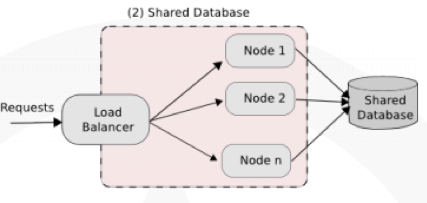 (2) Shared Database
Requests
Load
Balancer
Node 1
Node 2
Node n
Shared
Database